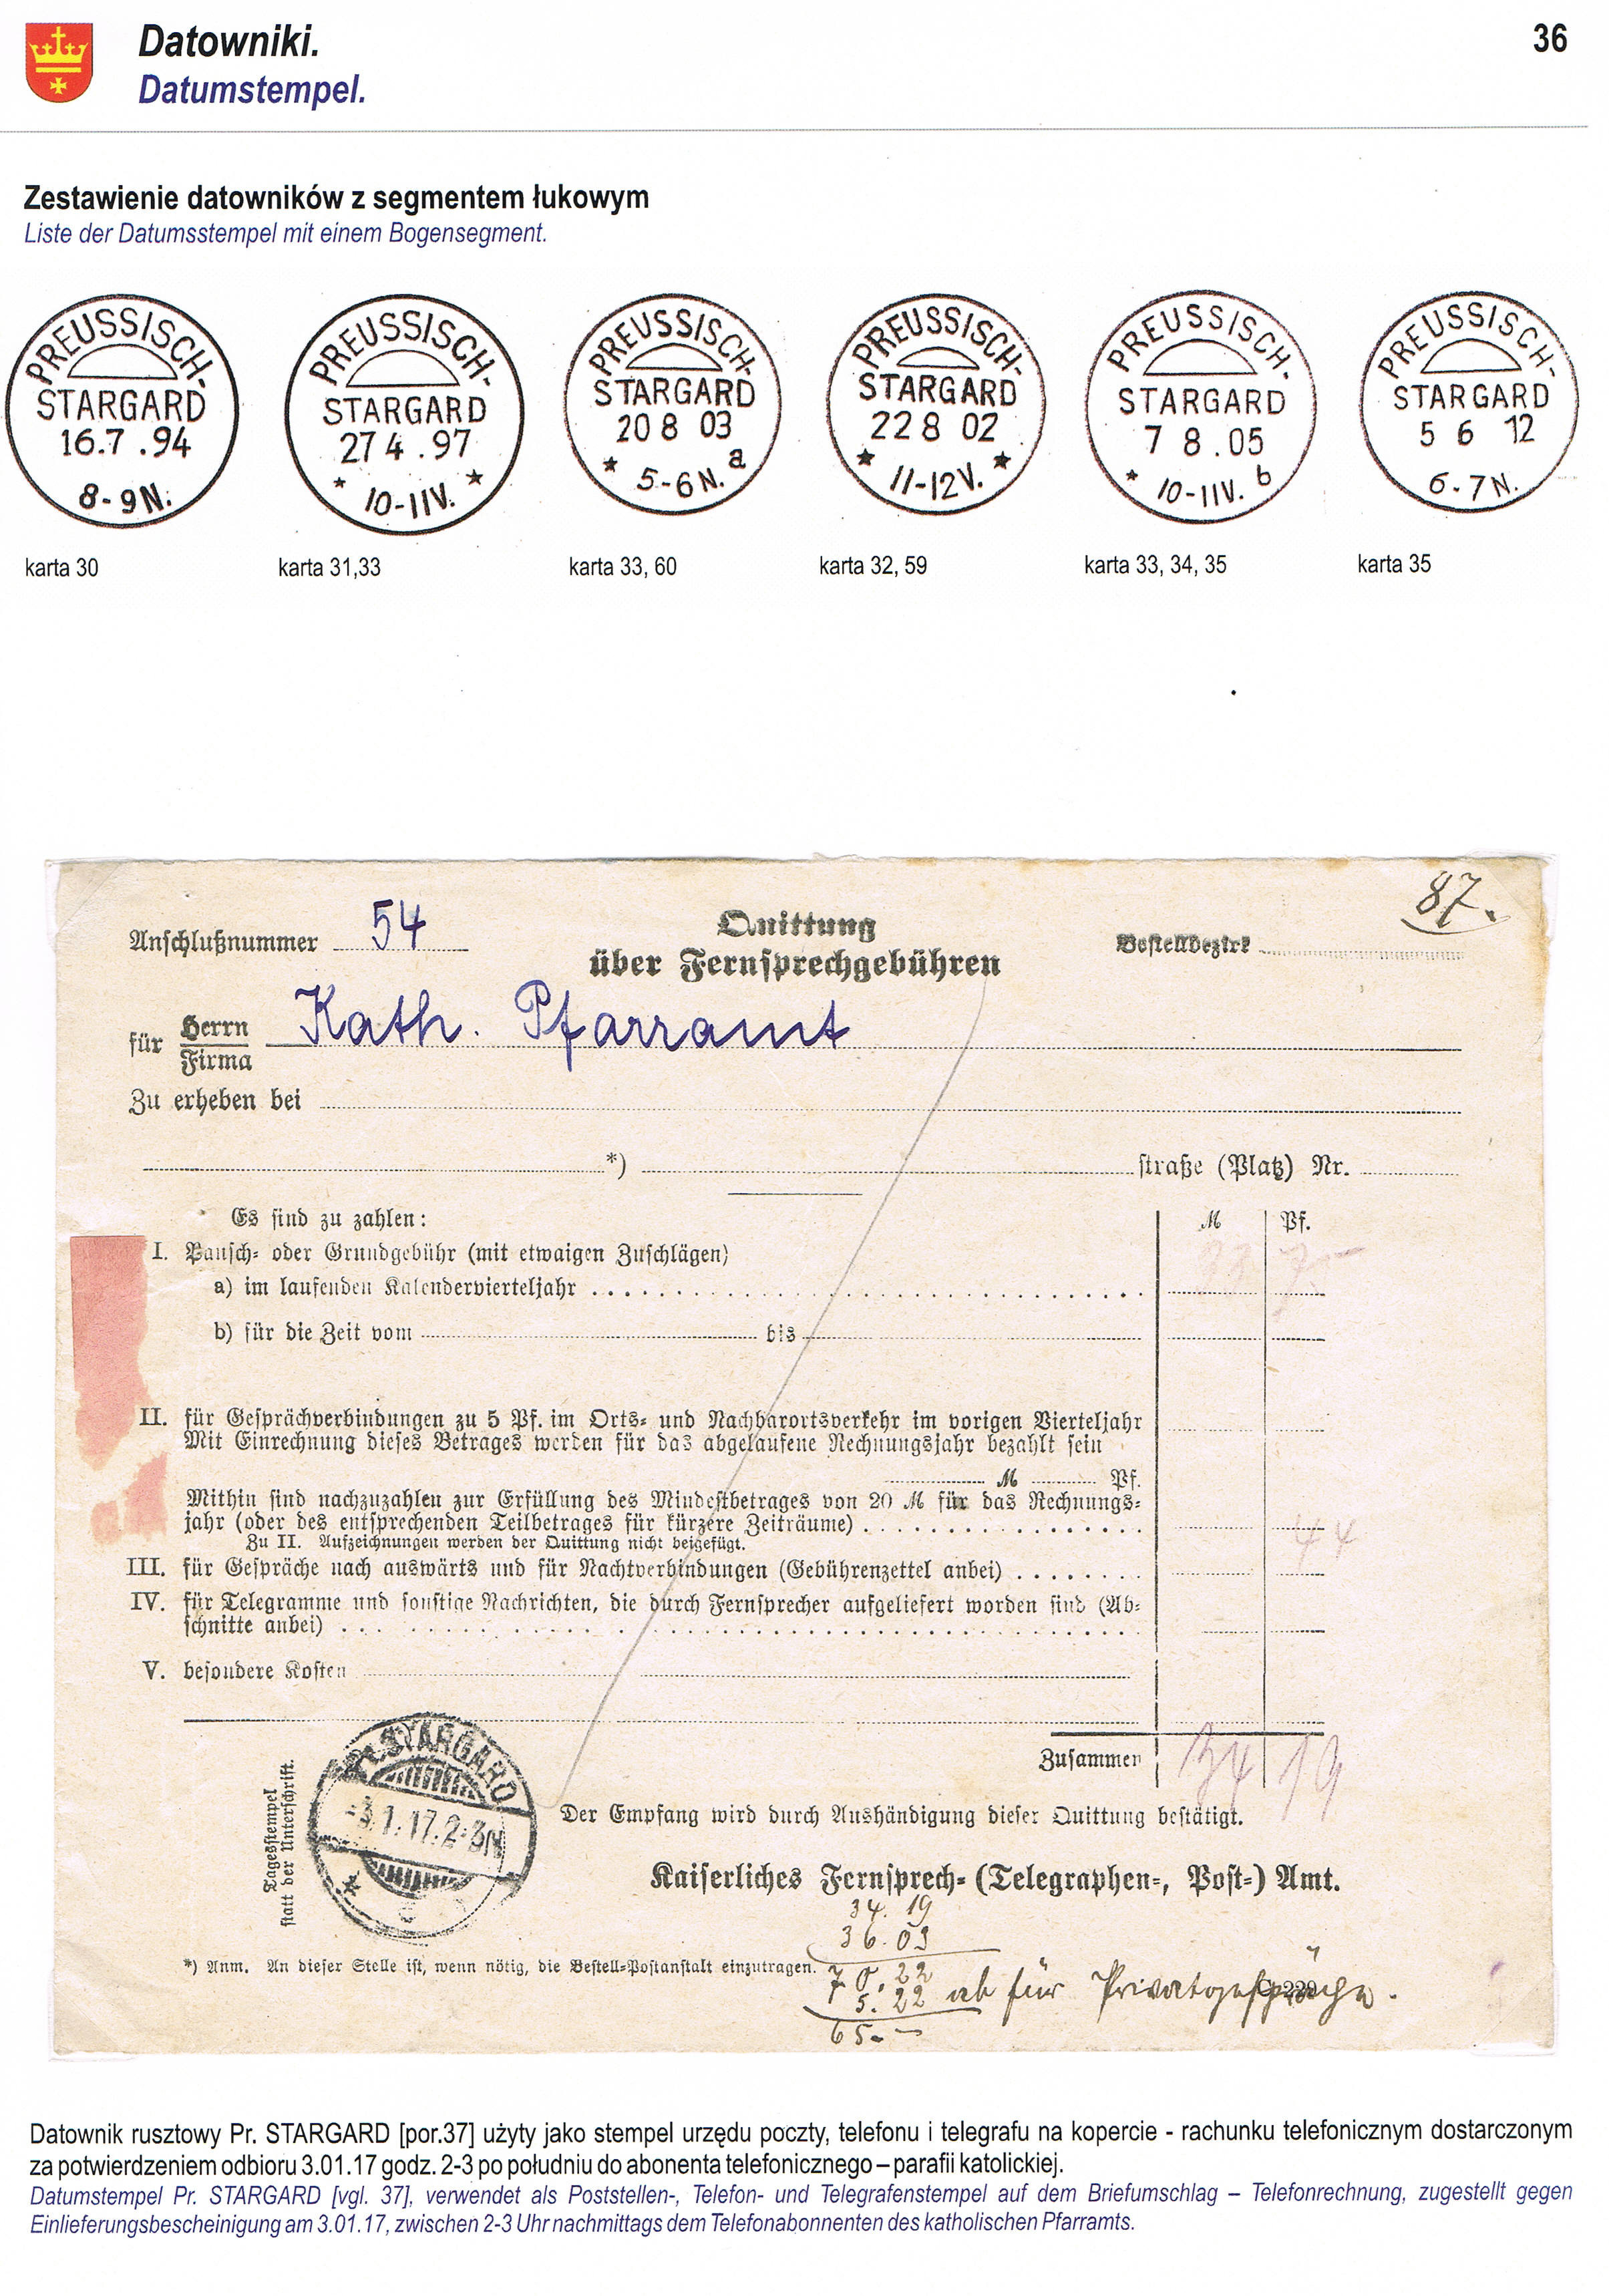 Datowniki.
36
Datumstempel.
Zestawienie datowników z segmentem łukowym
Liste der Datumsstempel mit einem Bogensegment.
PREUSSISCH-
STARGARD
16.7 .94
8-9N.
PREUSSISCH-
STARGARD
27 4 . 97
* 10-11V. *
PREUSSISCH-
STARGARD
20 8 03
* 5-6N. a
PREUSSISCH-
STARGARD
22 8 02
* 11-12V. *
PREUSSISCH-
STARGARD
7 8 . 05
* 10-11V. b
PREUSSISCH-
STARGARD
5 6 12
6-7N.
karta 30
karta 31,33
karta 33, 60
karta 32, 59
karta 33, 34, 35
karta 35
87.
Anschlußnummer 54
Quittung
über Fernsprechgebühren
Bestellbezirk
für Herrn
Firma
Kath. Pfarramt
Zu erheben bei
*) straße (Platz) Nr.
Es sind zu zahlen:
M Pf.
I. Pausch- oder Grundgebühr (mit etwaigen Zuschlägen)
a) im laufenden Kalendervierteljahr
b) für die Zeit vom bis
II. für Gesprächverbindungen zu 5 Pf. im Orts- und Nachbarortsverkehr im vorigen Vierteljahr
Mit Einrechnung dieses Betrages werden für das abgelaufene Rechnungsjahr bezahlt sein
M Pf.
Mithin sind nachzuzahlen zur Erfüllung des Mindestbetrages von 20 M für das Rechnungs-
jahr (oder des entsprechenden Teilbetrages für kürzere Zeiträume)
44
Zu II. Aufzeichnungen werden der Quittung nicht beigefügt.
III. für Gespräche nach auswärts und für Nachtverbindungen (Gebührenzettel anbei)
IV. für Telegramme und sonstige Nachrichten, die durch Fernsprecher aufgeliefert worden sind (Ab-
schnitte anbei)
V. besondere Kosten
Zusammen 34 19
Tagesstempel
statt der Unterschrift.
Pr. STARGARD
-3.1.17.2-3N
* c
Der Empfang wird durch Aushändigung dieser Quittung bestätigt.
Kaiserliches Fernsprech- (Telegraphen-, Post-) Amt.
34.19
36.03
*) Anm. An dieser Stelle ist, wenn nötig, die Bestell-Postanstalt einzutragen.
70.22
5.22 ab für Privatgespräche.
65.-
Datownik rusztowy Pr. STARGARD [por.37] użyty jako stempel urzędu poczty, telefonu i telegrafu na kopercie - rachunku telefonicznym dostarczonym
za potwierdzeniem odbioru 3.01.17 godz. 2-3 po południu do abonenta telefonicznego – parafii katolickiej.
Datumstempel Pr. STARGARD [vgl. 37], verwendet als Poststellen-, Telefon- und Telegrafenstempel auf dem Briefumschlag – Telefonrechnung, zugestellt gegen
Einlieferungsbescheinigung am 3.01.17, zwischen 2-3 Uhr nachmittags dem Telefonabonnenten des katholischen Pfarramts.